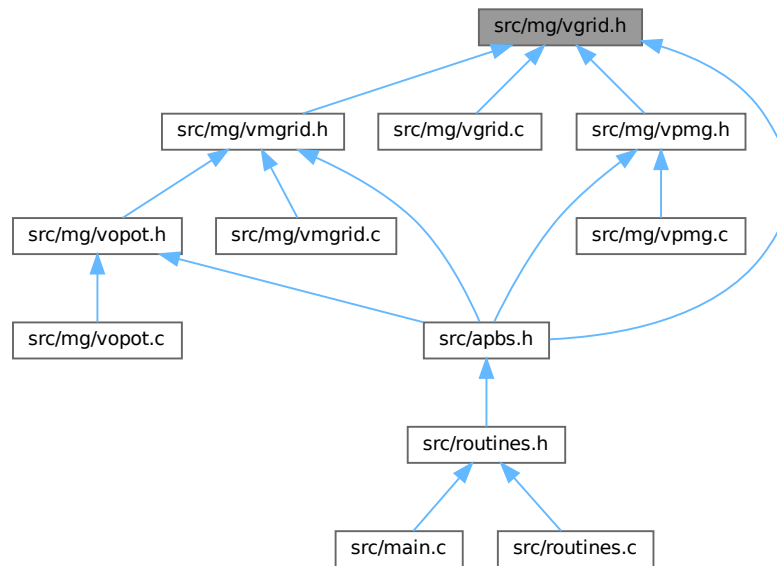 src/mg/vgrid.h
src/mg/vmgrid.h
src/mg/vgrid.c
src/mg/vpmg.h
src/mg/vopot.h
src/mg/vmgrid.c
src/mg/vpmg.c
src/mg/vopot.c
src/apbs.h
src/routines.h
src/main.c
src/routines.c